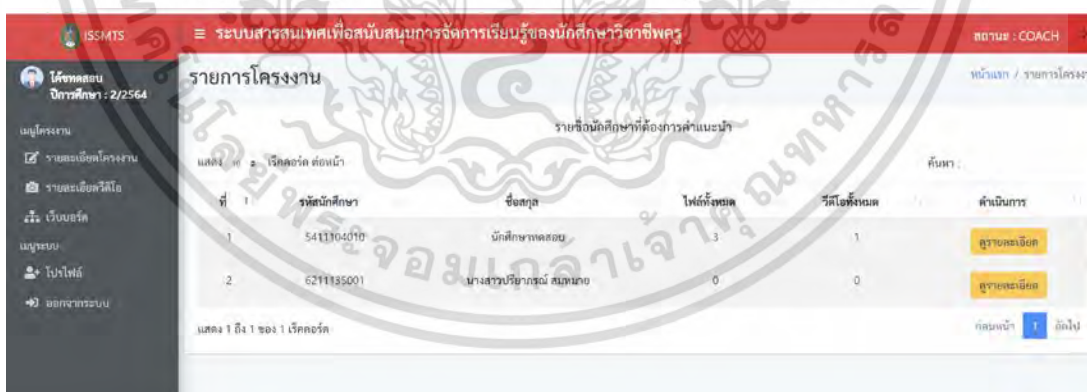 ISSMTS
≡ ระบบสารสนเทศเพื่อสนับสนุนการจัดการเรียนรู้ของนักศึกษาวิชาชีพครู
สถานะ : COACH
โค้ชทดสอบ
ปีการศึกษา : 2/2564
เมนูโครงงาน
รายละเอียดโครงงาน
รายละเอียดวีดีโอ
เว็บบอร์ด
เมนูระบบ
โปรไฟล์
ออกจากระบบ
รายการโครงงาน
หน้าแรก / รายการโครงงา
รายชื่อนักศึกษาที่ต้องการคำแนะนำ
แสดง เร็คคอร์ด ต่อหน้า
ค้นหา :
ที่ รหัสนักศึกษา ชื่อสกุล ไฟล์ทั้งหมด วีดีโอทั้งหมด ดำเนินการ
1 5411104010 นักศึกษาทดสอบ 3 1 ดูรายละเอียด
2 6211135001 นางสาวปรียาภรณ์ 0 0 ดูรายละเอียด
แสดง 1 ถึง 1 ของ 1 เร็คคอร์ด
ก่อนหน้า 1 ถัดไป
พระจอมเกล้าเจ้าคุณทหารล